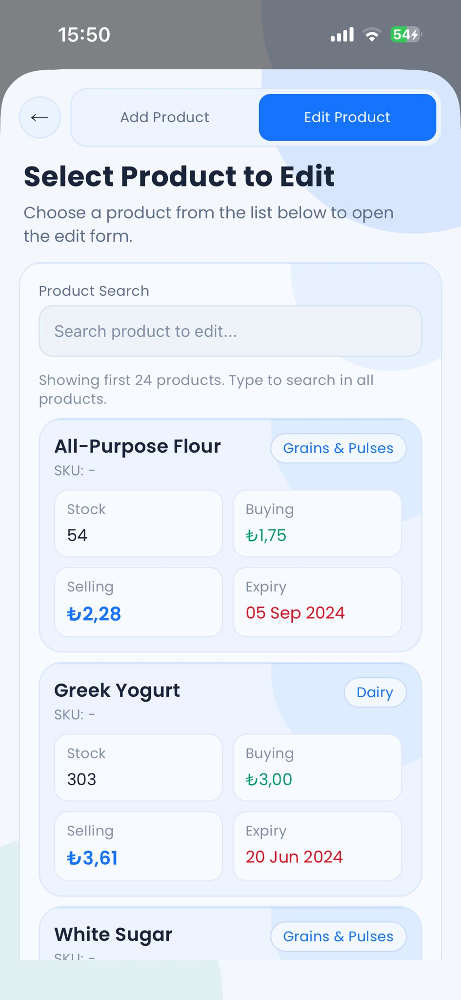 15:50
54
Add Product
Edit Product
Select Product to Edit
Choose a product from the list below to open
the edit form.
Product Search
Search product to edit...
Showing first 24 products. Type to search in all
products.
All-Purpose Flour
Grains & Pulses
SKU: -
Stock
Buying
54
₺1,75
Selling
Expiry
₺2,28
05 Sep 2024
Greek Yogurt
Dairy
SKU: -
Stock
Buying
303
₺3,00
Selling
Expiry
₺3,61
20 Jun 2024
White Sugar
Grains & Pulses
SKU: -